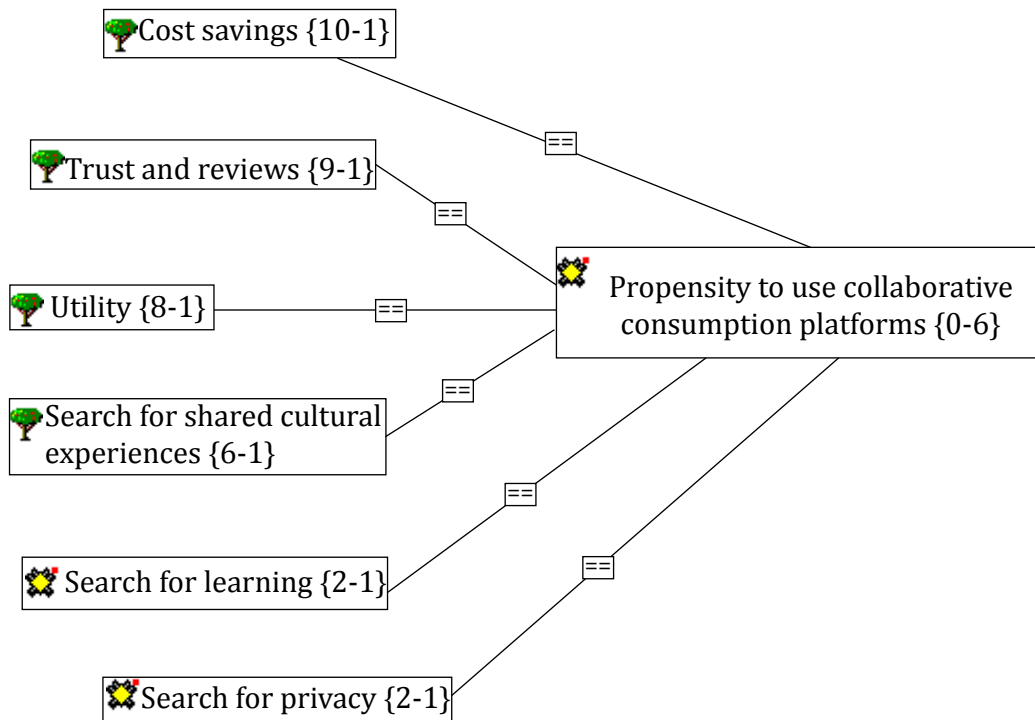 Cost savings {10-1}
==
Trust and reviews {9-1}
==
Propensity to use collaborative
consumption platforms {0-6}
Utility {8-1}
==
==
Search for shared cultural
experiences {6-1}
==
Search for learning {2-1}
==
Search for privacy {2-1}